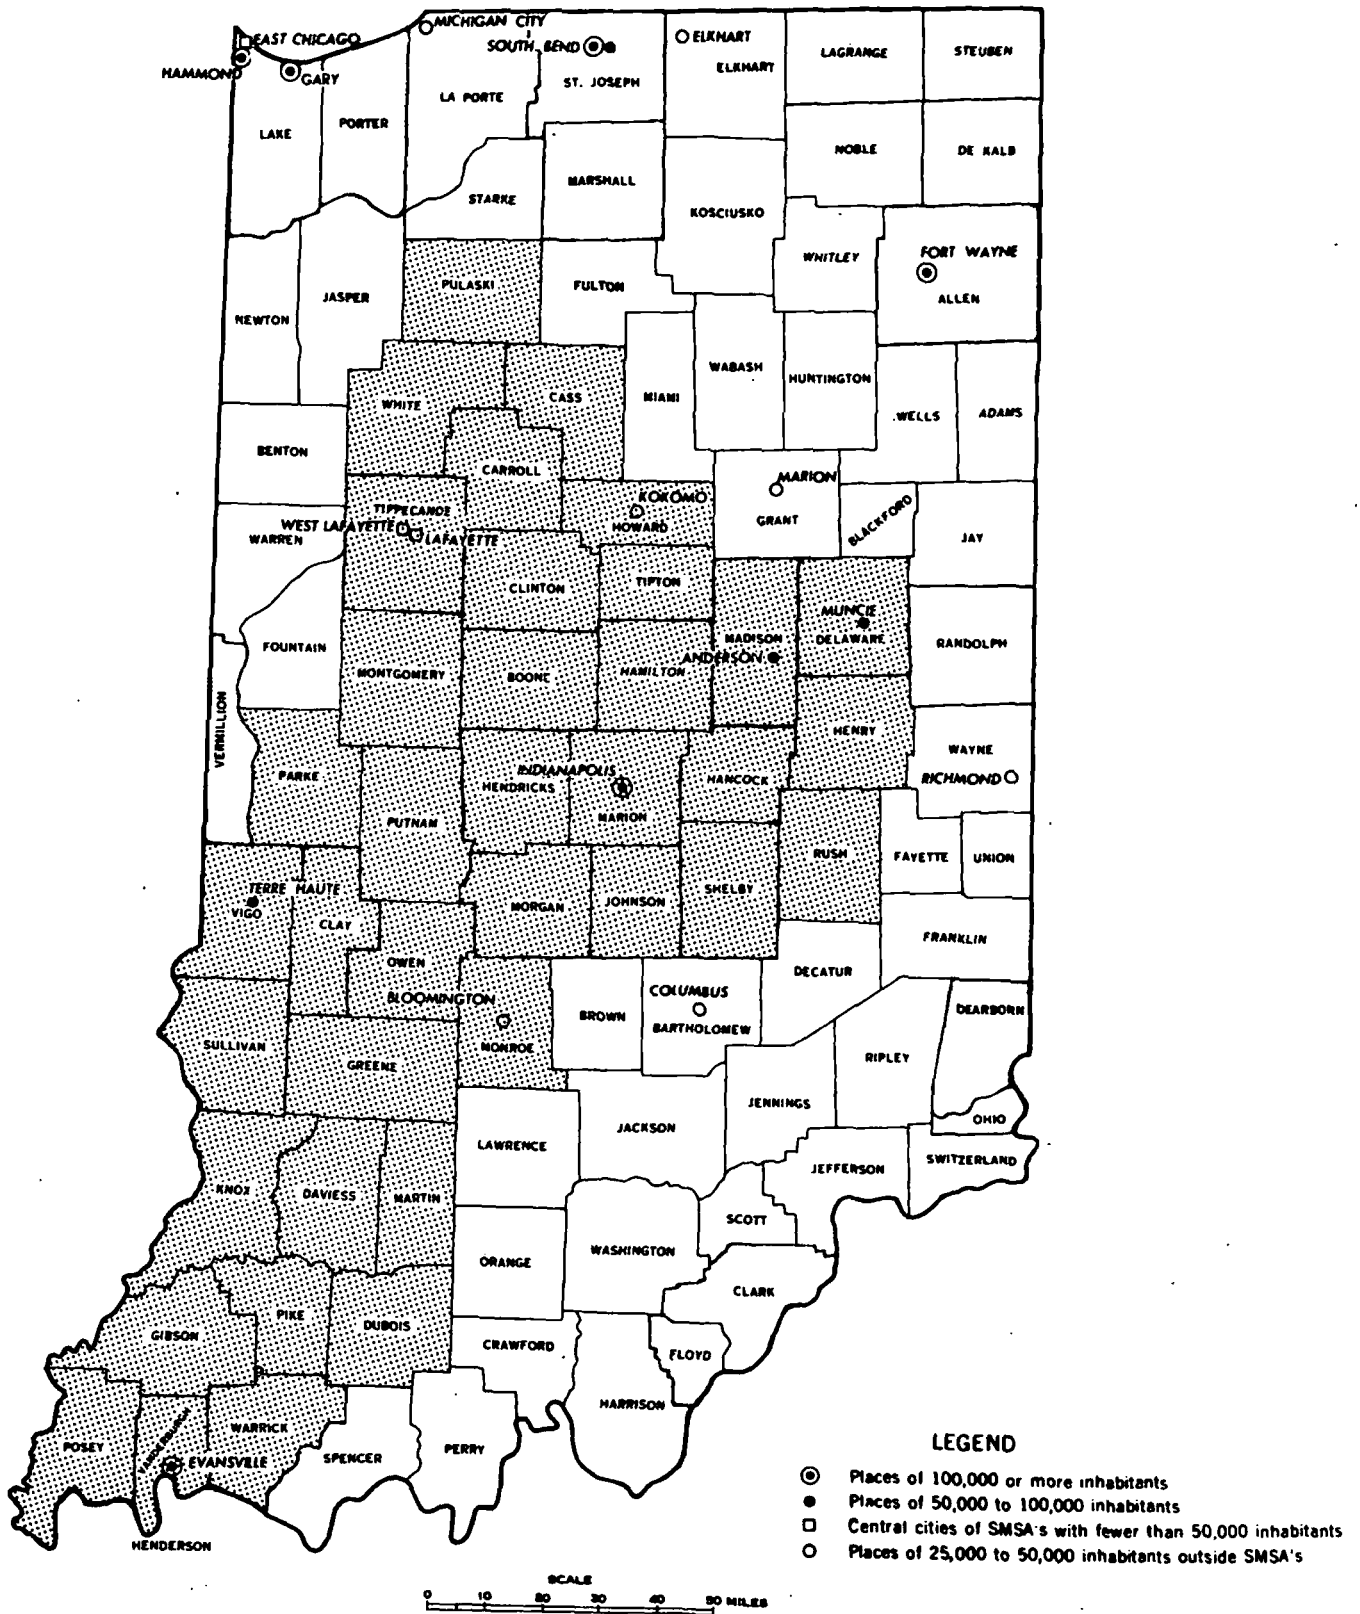 MICHIGAN CITY
EAST CHICAGO
SOUTH BEND
ELKHART
HAMMOND
GARY
LA PORTE
ST. JOSEPH
ELKHART
LAGRANGE
STEUBEN
LAKE
PORTER
NOBLE
DE KALB
STARKE
MARSHALL
KOSCIUSKO
WHITLEY
FORT WAYNE
ALLEN
PULASKI
FULTON
JASPER
NEWTON
WABASH
HUNTINGTON
WHITE
CASS
MIAMI
WELLS
ADAMS
BENTON
CARROLL
MARION
GRANT
BLACKFORD
JAY
TIPPECANOE
KOKOMO
HOWARD
WEST LAFAYETTE
LAFAYETTE
WARREN
CLINTON
TIPTON
MUNCIE
DELAWARE
MADISON
ANDERSON
RANDOLPH
FOUNTAIN
MONTGOMERY
BOONE
HAMILTON
VERMILLION
HENRY
WAYNE
RICHMOND
PARKE
INDIANAPOLIS
HENDRICKS
MARION
HANCOCK
PUTNAM
RUSH
FAYETTE
UNION
TERRE HAUTE
VIGO
CLAY
MORGAN
JOHNSON
SHELBY
FRANKLIN
OWEN
DECATUR
BLOOMINGTON
MONROE
BROWN
COLUMBUS
BARTHOLOMEW
DEARBORN
SULLIVAN
GREENE
RIPLEY
JENNINGS
OHIO
LAWRENCE
JACKSON
JEFFERSON
SWITZERLAND
KNOX
DAVIESS
MARTIN
SCOTT
ORANGE
WASHINGTON
CLARK
GIBSON
PIKE
DUBOIS
CRAWFORD
FLOYD
HARRISON
POSEY
VANDERBURGH
WARRICK
EVANSVILLE
SPENCER
PERRY
HENDERSON
LEGEND
Places of 100,000 or more inhabitants
Places of 50,000 to 100,000 inhabitants
Central cities of SMSA's with fewer than 50,000 inhabitants
Places of 25,000 to 50,000 inhabitants outside SMSA's
SCALE
0 10 20 30 40 50 MILES